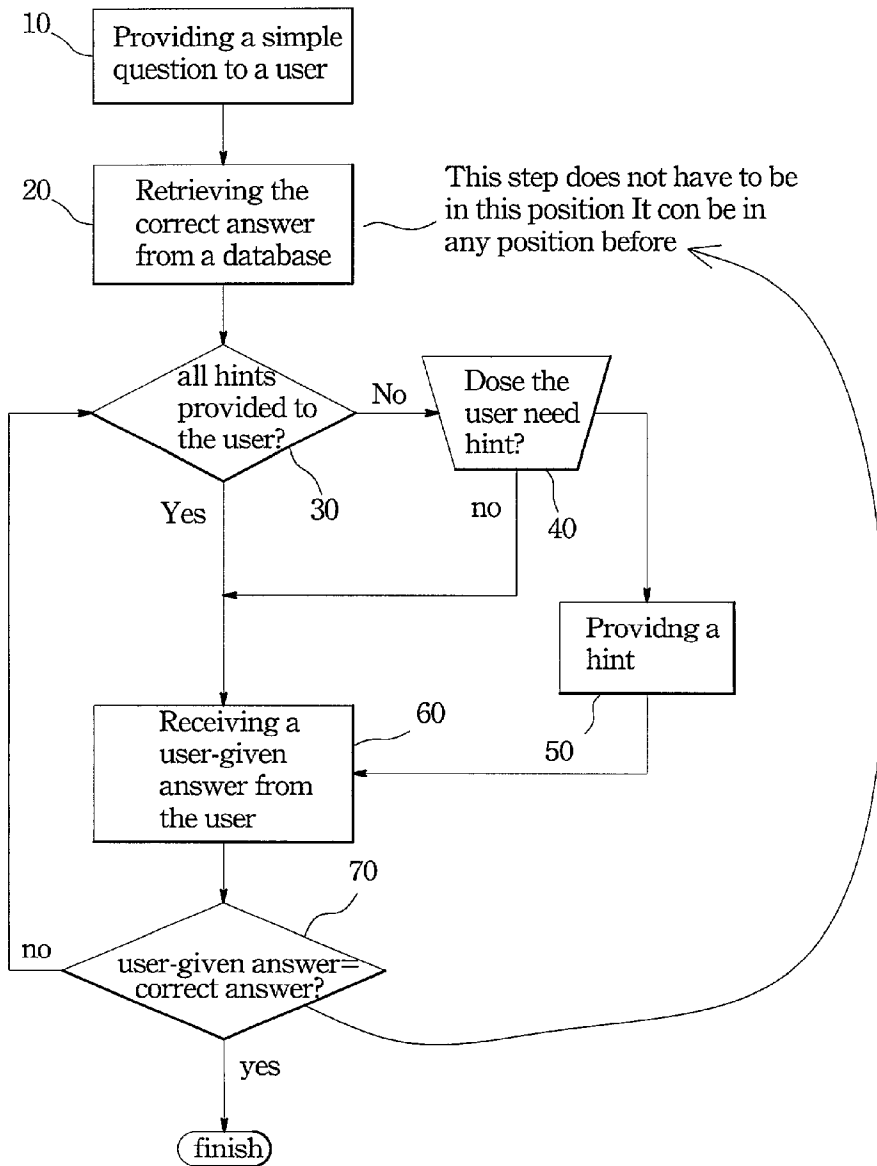 10
Providing a simple
question to a user
20
Retrieving the
correct answer
from a database
This step does not have to be
in this position It con be in
any position before
all hints
provided to
the user?
No
30
Yes
Dose the
user need
hint?
no
40
Providng a
hint
50
Receiving a
user-given
answer from
the user
60
70
no
user-given answer=
correct answer?
yes
finish